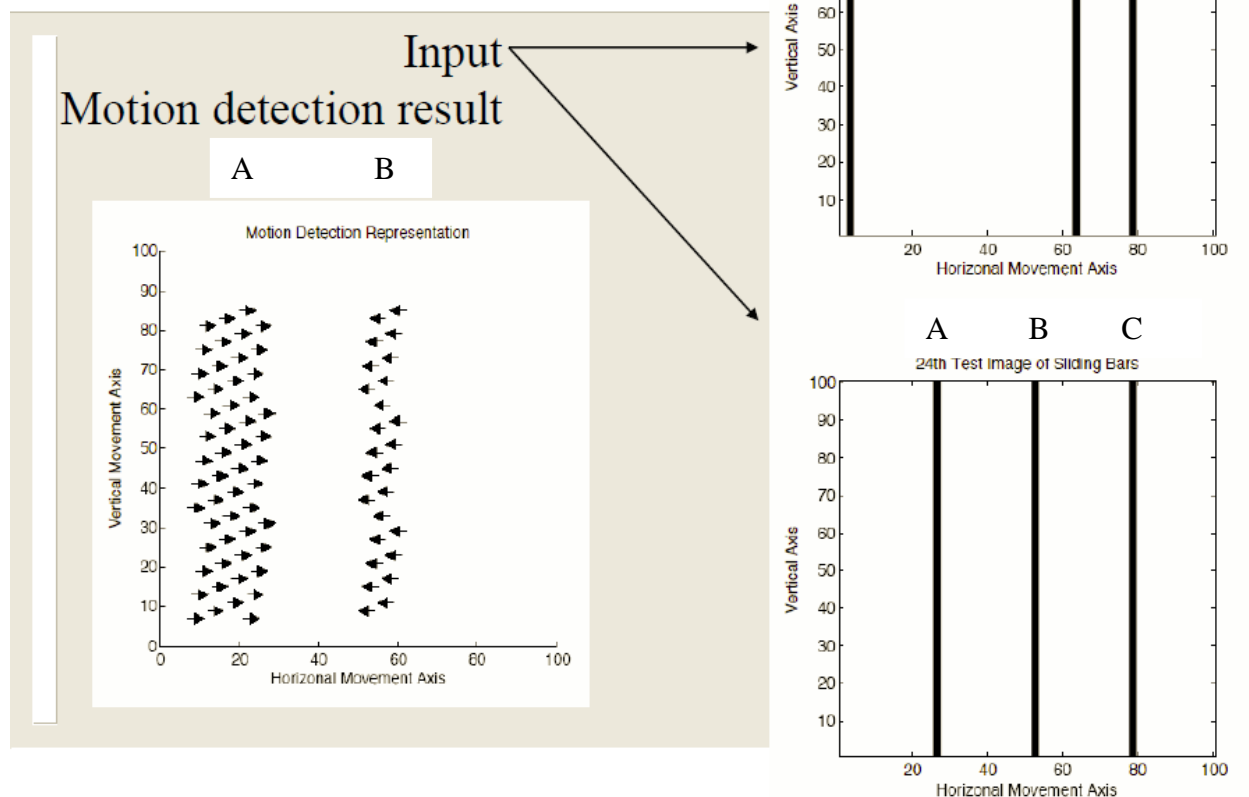 Input
Motion detection result
A B
Motion Detection Representation
100
90
80
70
60
50
40
30
20
10
0
0 20 40 60 80 100
Vertical Movement Axis
Horizonal Movement Axis
60
50
40
30
20
10
Vertical Axis
20 40 60 80 100
Horizonal Movement Axis
A B C
24th Test Image of Sliding Bars
100
90
80
70
60
50
40
30
20
10
Vertical Axis
20 40 60 80 100
Horizonal Movement Axis